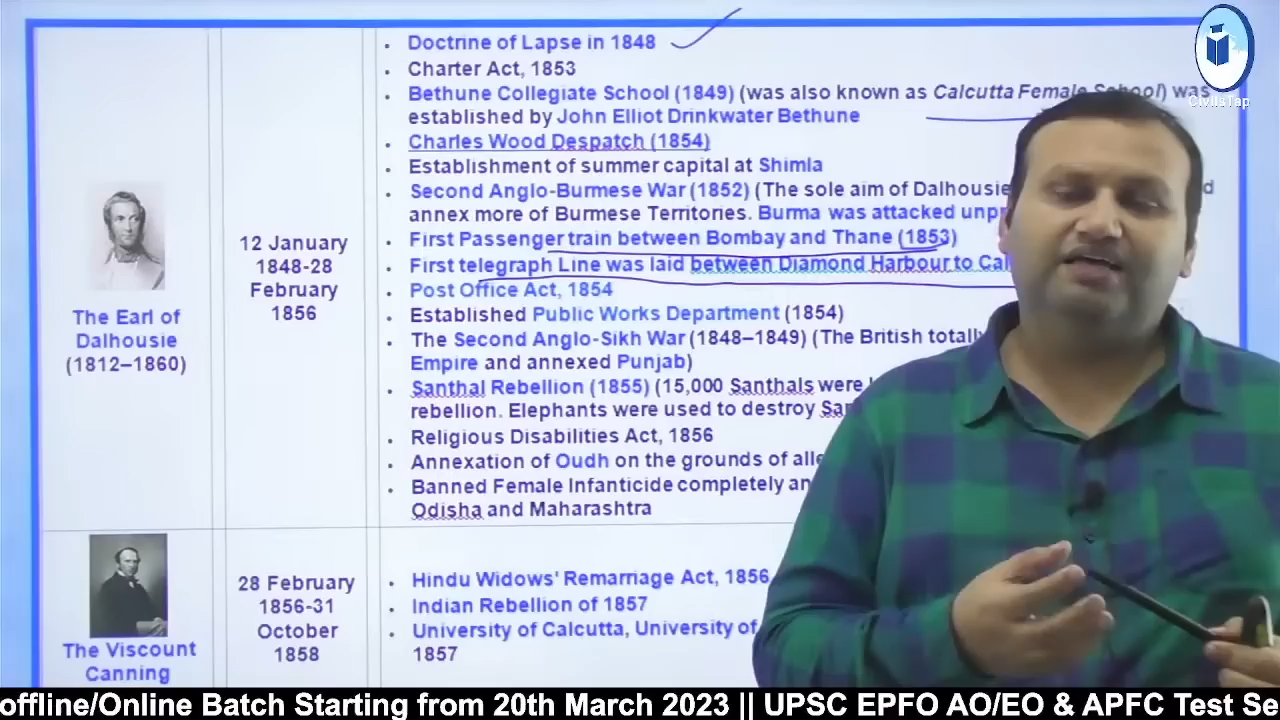 Doctrine of Lapse in 1848
Charter Act, 1853
Bethune Collegiate School (1849) (was also known as Calcutta Female School) was
established by John Elliot Drinkwater Bethune
Charles Wood Despatch (1854)
Establishment of summer capital at Shimla
Second Anglo-Burmese War (1852) (The sole aim of Dalhousie
annex more of Burmese Territories. Burma was attacked
First Passenger train between Bombay and Thane (1853)
First telegraph Line was laid between Diamond Harbour to
Post Office Act, 1854
Established Public Works Department (1854)
The Second Anglo-Sikh War (1848–1849) (The British
Empire and annexed Punjab)
Santhal Rebellion (1855) (15,000 Santhals were
rebellion. Elephants were used to destroy
Religious Disabilities Act, 1856
Annexation of Oudh on the grounds of
Banned Female Infanticide completely
Odisha and Maharashtra
12 January
1848-28
February
1856
The Earl of
Dalhousie
(1812–1860)
Hindu Widows' Remarriage Act, 1856
Indian Rebellion of 1857
University of Calcutta, University of
1857
28 February
1856-31
October
1858
The Viscount
Canning
CivilsTap
offline/Online Batch Starting from 20th March 2023 || UPSC EPFO AO/EO & APFC Test